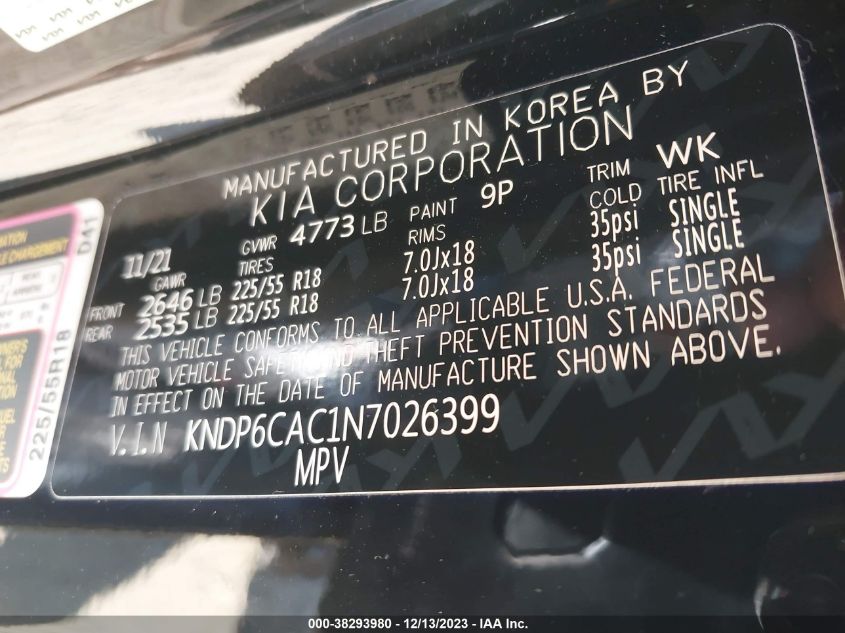 MANUFACTURED IN KOREA BY
KIA CORPORATION
11/21 GVWR 4773 LB PAINT 9P TRIM WK
GAWR TIRES RIMS COLD TIRE INFL
FRONT 2646 LB 225/55 R18 7.0Jx18 35psi SINGLE
REAR 2535 LB 225/55 R18 7.0Jx18 35psi SINGLE
THIS VEHICLE CONFORMS TO ALL APPLICABLE U.S.A. FEDERAL
MOTOR VEHICLE SAFETY AND THEFT PREVENTION STANDARDS
IN EFFECT ON THE DATE OF MANUFACTURE SHOWN ABOVE.
V.I.N KNDP6CAC1N7026399
MPV
D41
225/55R18
000-38293980 - 12/13/2023 - IAA Inc.